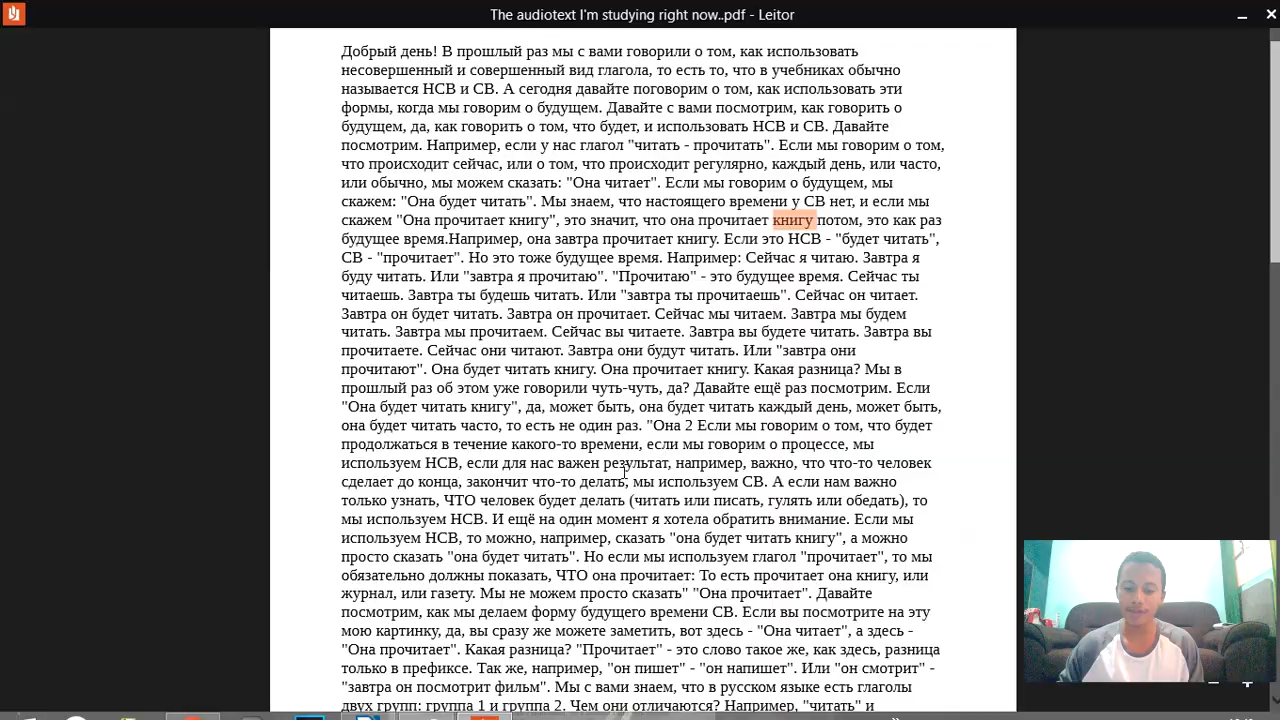 The audiotext I'm studying right now..pdf - Leitor
Добрый день! В прошлый раз мы с вами говорили о том, как использовать
несовершенный и совершенный вид глагола, то есть то, что в учебниках обычно
называется НСВ и СВ. А сегодня давайте поговорим о том, как использовать эти
формы, когда мы говорим о будущем. Давайте с вами посмотрим, как говорить о
будущем, да, как говорить о том, что будет, и использовать НСВ и СВ. Давайте
посмотрим. Например, если у нас глагол "читать - прочитать". Если мы говорим о том,
что происходит сейчас, или о том, что происходит регулярно, каждый день, или часто,
или обычно, мы можем сказать: "Она читает". Если мы говорим о будущем, мы
скажем: "Она будет читать". Мы знаем, что настоящего времени у СВ нет, и если мы
скажем "Она прочитает книгу", это значит, что она прочитает книгу потом, это как раз
будущее время.Например, она завтра прочитает книгу. Если это НСВ - "будет читать",
СВ - "прочитает". Но это тоже будущее время. Например: Сейчас я читаю. Завтра я
буду читать. Или "завтра я прочитаю". "Прочитаю" - это будущее время. Сейчас ты
читаешь. Завтра ты будешь читать. Или "завтра ты прочитаешь". Сейчас он читает.
Завтра он будет читать. Завтра он прочитает. Сейчас мы читаем. Завтра мы будем
читать. Завтра мы прочитаем. Сейчас вы читаете. Завтра вы будете читать. Завтра вы
прочитаете. Сейчас они читают. Завтра они будут читать. Или "завтра они
прочитают". Она будет читать книгу. Она прочитает книгу. Какая разница? Мы в
прошлый раз об этом уже говорили чуть-чуть, да? Давайте ещё раз посмотрим. Если
"Она будет читать книгу", да, может быть, она будет читать каждый день, может быть,
она будет читать часто, то есть не один раз. "Она 2 Если мы говорим о том, что будет
продолжаться в течение какого-то времени, если мы говорим о процессе, мы
используем НСВ, если для нас важен результат, например, важно, что что-то человек
сделает до конца, закончит что-то делать, мы используем СВ. А если нам важно
только узнать, ЧТО человек будет делать (читать или писать, гулять или обедать), то
мы используем НСВ. И ещё на один момент я хотела обратить внимание. Если мы
используем НСВ, то можно, например, сказать "она будет читать книгу", а можно
просто сказать "она будет читать". Но если мы используем глагол "прочитает", то мы
обязательно должны показать, ЧТО она прочитает: То есть прочитает она книгу, или
журнал, или газету. Мы не можем просто сказать" "Она прочитает". Давайте
посмотрим, как мы делаем форму будущего времени СВ. Если вы посмотрите на эту
мою картинку, да, вы сразу же можете заметить, вот здесь - "Она читает", а здесь -
"Она прочитает". Какая разница? "Прочитает" - это слово такое же, как здесь, разница
только в префиксе. Так же, например, "он пишет" - "он напишет". Или "он смотрит" -
"завтра он посмотрит фильм". Мы с вами знаем, что в русском языке есть глаголы
двух групп: группа 1 и группа 2. Чем они отличаются? Например, "читать" и